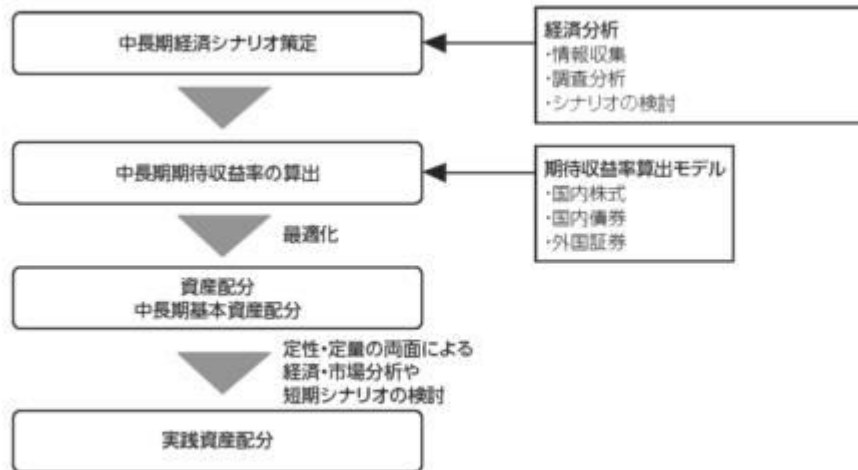 中長期経済シナリオ策定
経済分析
・情報収集
・調査分析
・シナリオの検討
中長期期待収益率の算出
期待収益率算出モデル
・国内株式
・国内債券
・外国証券
最適化
資産配分
中長期基本資産配分
定性・定量の両面による
経済・市場分析や
短期シナリオの検討
実践資産配分